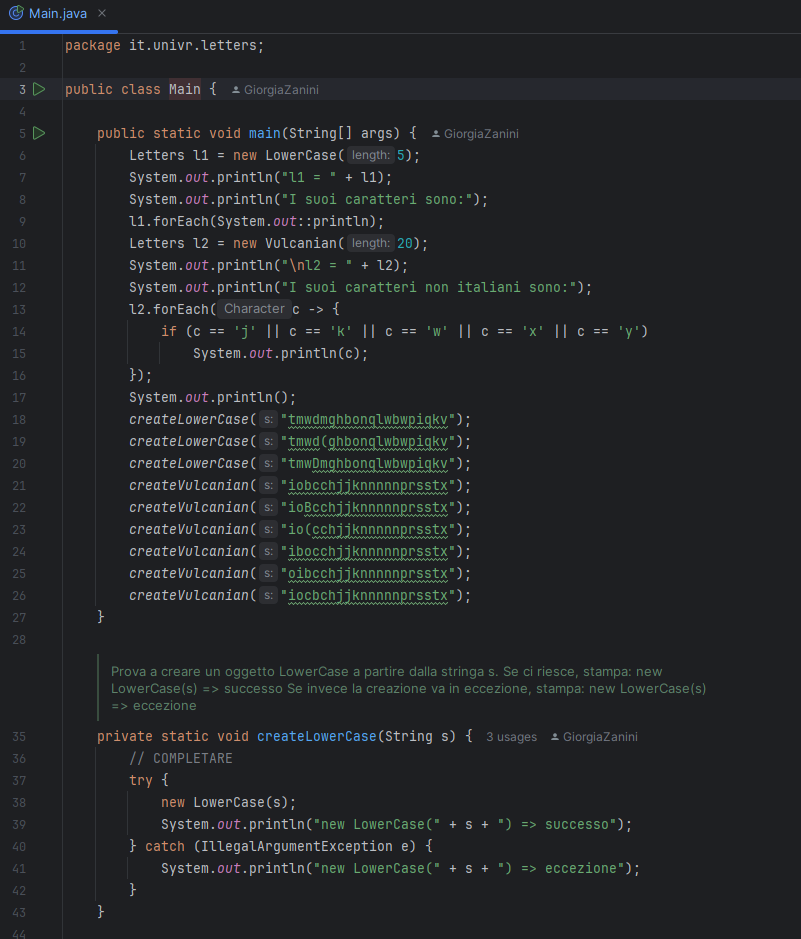 Main.java ×
1 package it.univr.letters;
2
3 public class Main { GiorgiaZanini
4
5 public static void main(String[] args) { GiorgiaZanini
6 Letters l1 = new LowerCase( length: 5);
7 System.out.println("l1 = " + l1);
8 System.out.println("I suoi caratteri sono:");
9 l1.forEach(System.out::println);
10 Letters l2 = new Vulcanian( length: 20);
11 System.out.println("\nl2 = " + l2);
12 System.out.println("I suoi caratteri non italiani sono:");
13 l2.forEach( Character c -> {
14 if (c == 'j' || c == 'k' || c == 'w' || c == 'x' || c == 'y')
15 System.out.println(c);
16 });
17 System.out.println();
18 createLowerCase( s: "tmwdmghbonqlwbwpiqkv");
19 createLowerCase( s: "tmwd(ghbonqlwbwpiqkv");
20 createLowerCase( s: "tmwDmghbonqlwbwpiqkv");
21 createVulcanian( s: "iobcchjjknnnnnprsstx");
22 createVulcanian( s: "ioBcchjjknnnnnprsstx");
23 createVulcanian( s: "io(cchjjknnnnnprsstx");
24 createVulcanian( s: "ibocchjjknnnnnprsstx");
25 createVulcanian( s: "oibcchjjknnnnnprsstx");
26 createVulcanian( s: "iocbchjjknnnnnprsstx");
27 }
28
Prova a creare un oggetto LowerCase a partire dalla stringa s. Se ci riesce, stampa: new
LowerCase(s) => successo Se invece la creazione va in eccezione, stampa: new LowerCase(s)
=> eccezione
35 private static void createLowerCase(String s) { 3 usages GiorgiaZanini
36 // COMPLETARE
37 try {
38 new LowerCase(s);
39 System.out.println("new LowerCase(" + s + ") => successo");
40 } catch (IllegalArgumentException e) {
41 System.out.println("new LowerCase(" + s + ") => eccezione");
42 }
43 }
44